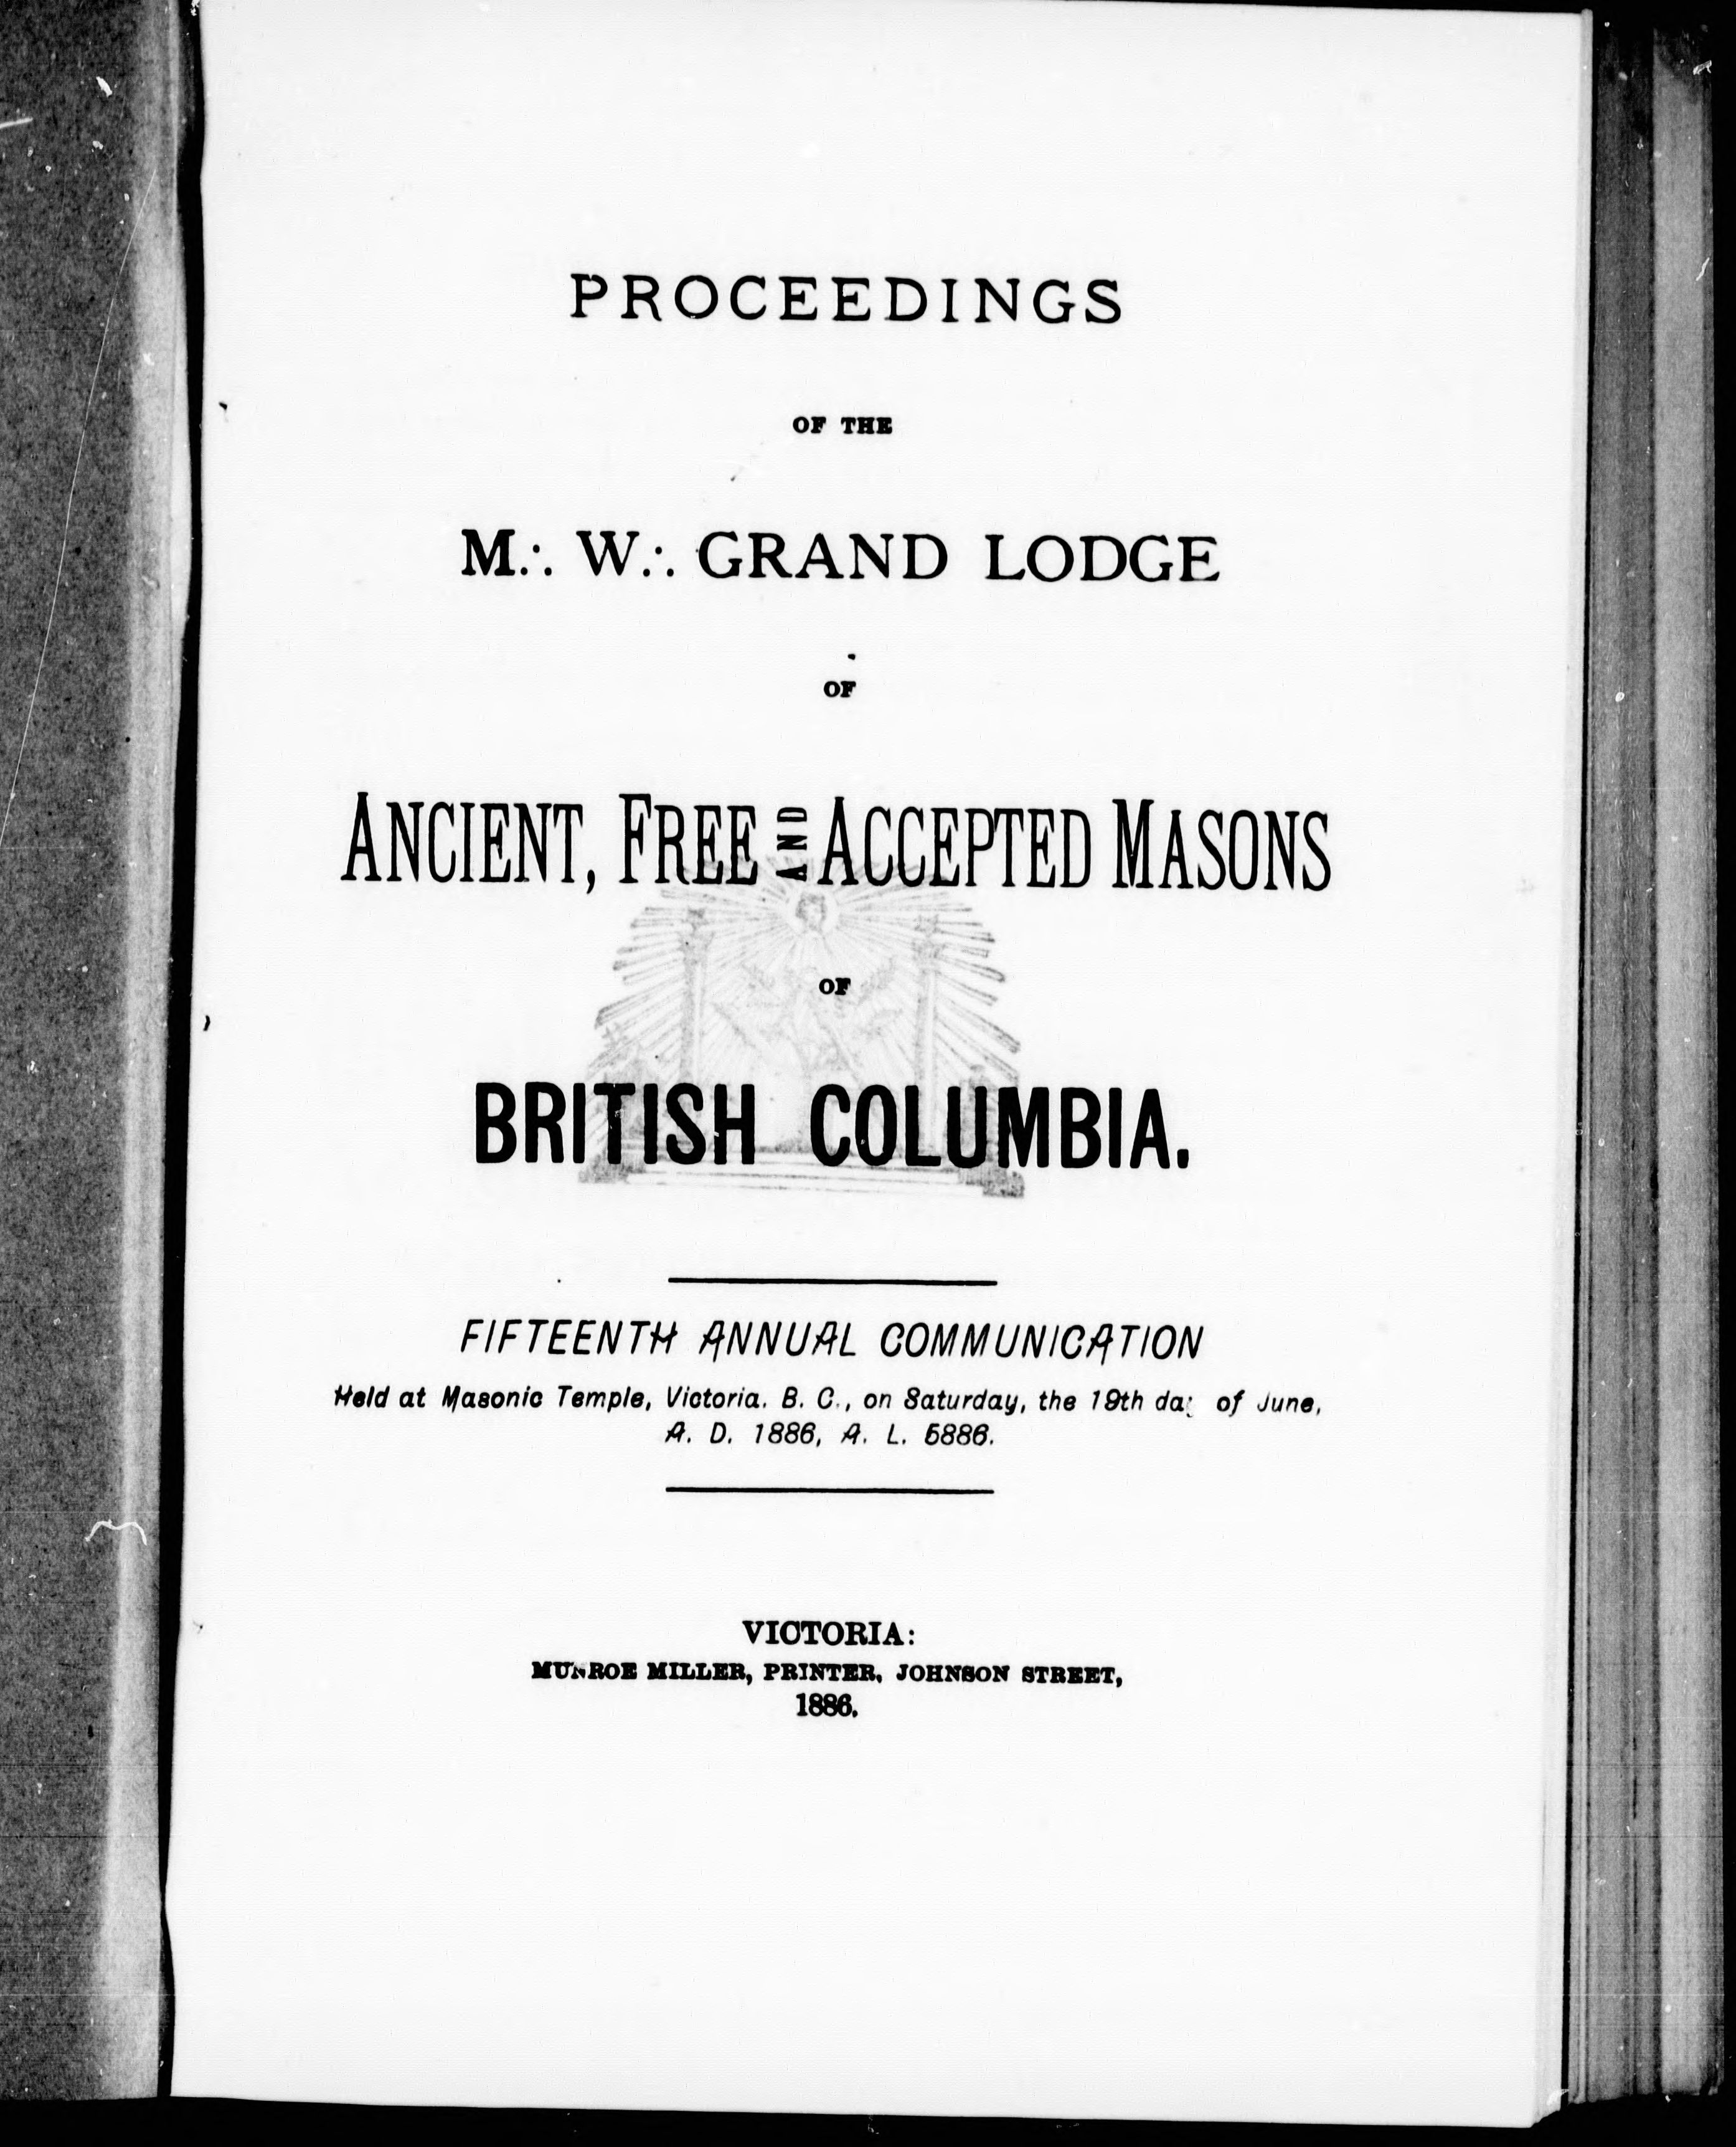 PROCEEDINGS
OF THE
M∴ W∴ GRAND LODGE
OF
ANCIENT, FREE AND ACCEPTED MASONS
OF
BRITISH COLUMBIA.
FIFTEENTH ANNUAL COMMUNICATION
Held at Masonic Temple, Victoria. B. C., on Saturday, the 19th day of June,
A. D. 1886, A. L. 5886.
VICTORIA:
MUNROE MILLER, PRINTER, JOHNSON STREET,
1886.